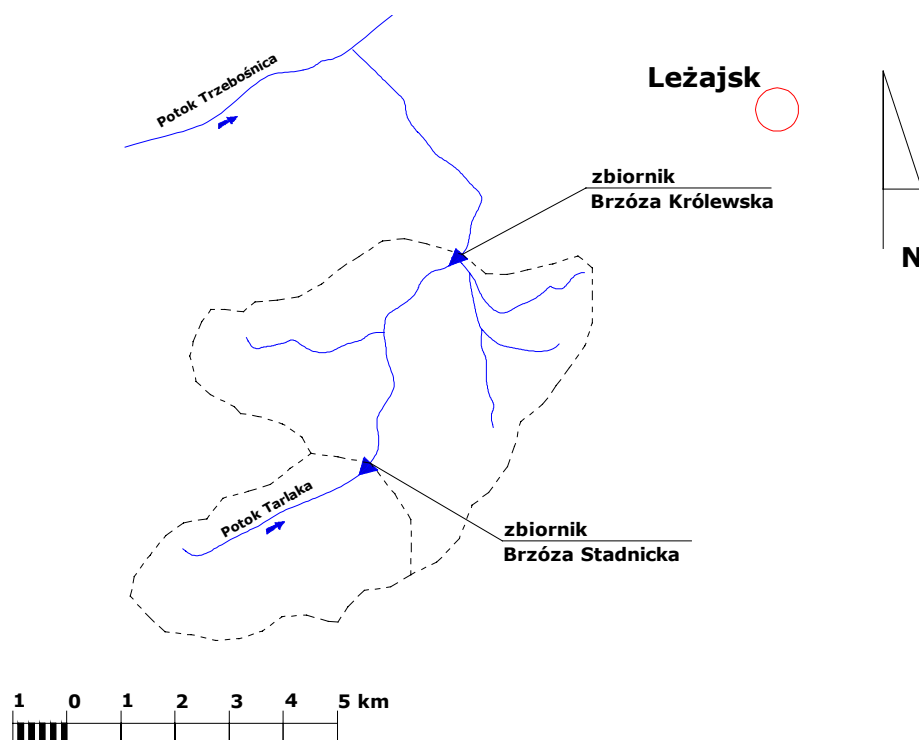 Potok Trzebośnica
Leżajsk
zbiornik
Brzóza Królewska
N
Potok Tarlaka
zbiornik
Brzóza Stadnicka
1 0 1 2 3 4 5 km